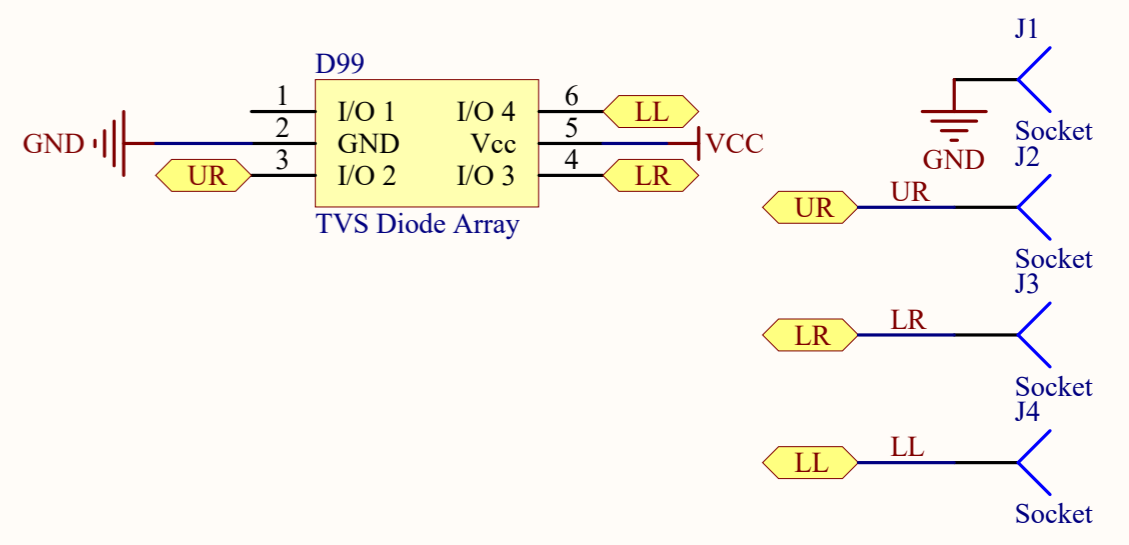 J1
D99
1 I/O 1 I/O 4 6 LL
GND 2 GND Vcc 5 VCC
UR 3 I/O 2 I/O 3 4 LR
TVS Diode Array
GND
Socket
J2
UR UR
Socket
J3
LR LR
Socket
J4
LL LL
Socket